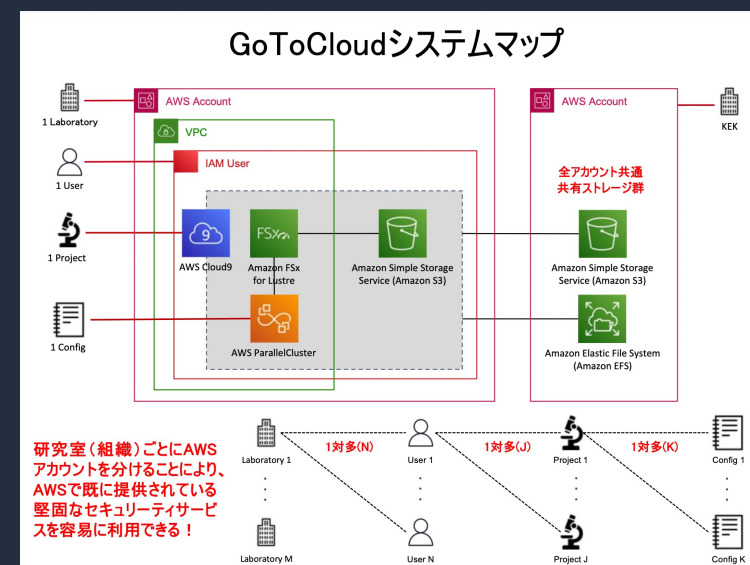 GoToCloudシステムマップ
AWS Account
AWS Account
1 Laboratory
KEK
VPC
IAM User
1 User
全アカウント共通
共有ストレージ群
1 Project
AWS Cloud9
FSx
Amazon FSx
for Lustre
Amazon Simple Storage
Service (Amazon S3)
Amazon Simple Storage
Service (Amazon S3)
1 Config
AWS ParallelCluster
Amazon Elastic File System
(Amazon EFS)
研究室(組織)ごとにAWS
アカウントを分けることにより、
AWSで既に提供されている
堅固なセキュリーティサービ
スを容易に利用できる！
1対多(N)
1対多(J)
1対多(K)
Laboratory 1
User 1
Project 1
Config 1
Laboratory M
User N
Project J
Config K